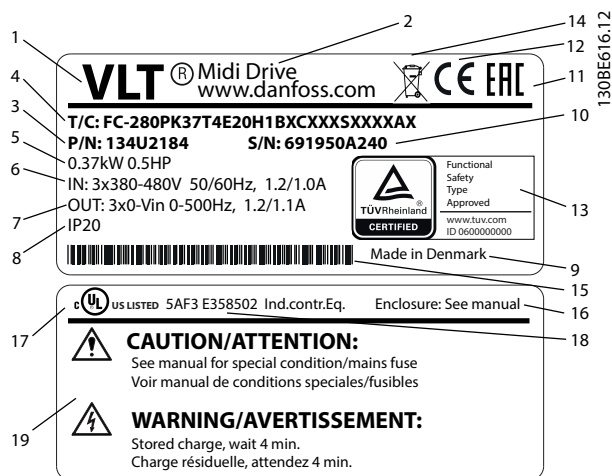 1
2
14
12
11
130BE616.12
VLT ® Midi Drive
www.danfoss.com
CE EAC
4
T/C: FC-280PK37T4E20H1BXCXXXSXXXXAX
3
P/N: 134U2184 S/N: 691950A240
10
5
0.37kW 0.5HP
6
IN: 3x380-480V 50/60Hz, 1.2/1.0A
7
OUT: 3x0-Vin 0-500Hz, 1.2/1.1A
8
IP20
TÜVRheinland ®
CERTIFIED
Functional
Safety
Type
Approved
www.tuv.com
ID 0600000000
13
Made in Denmark
9
15
c UL US LISTED 5AF3 E358502 Ind.contr.Eq. Enclosure: See manual
16
17
18
CAUTION/ATTENTION:
See manual for special condition/mains fuse
Voir manual de conditions speciales/fusibles
19
WARNING/AVERTISSEMENT:
Stored charge, wait 4 min.
Charge résiduelle, attendez 4 min.